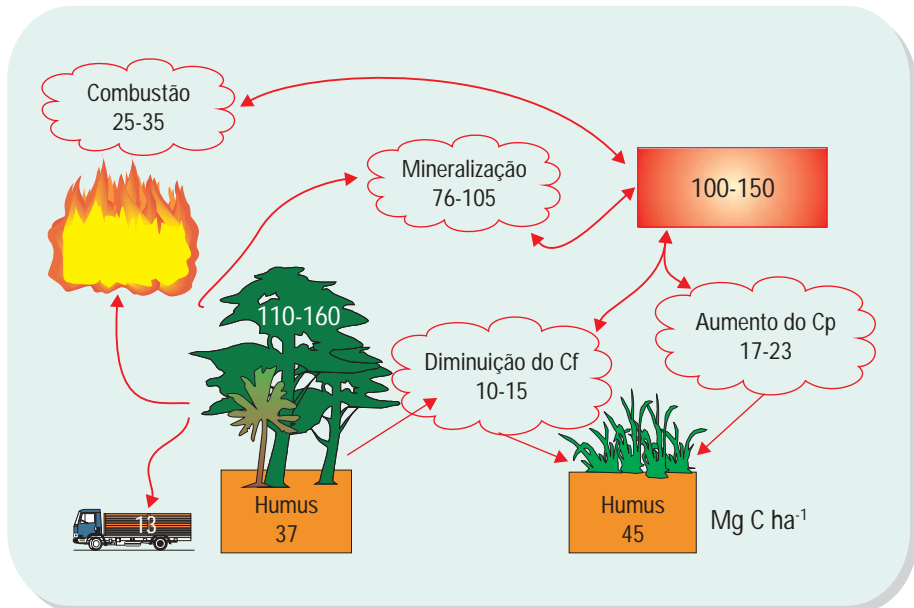 Combustão
25-35
Mineralização
76-105
100-150
110-160
Aumento do Cp
17-23
Diminuição do Cf
10-15
13
Humus
37
Humus
45
Mg C ha⁻¹